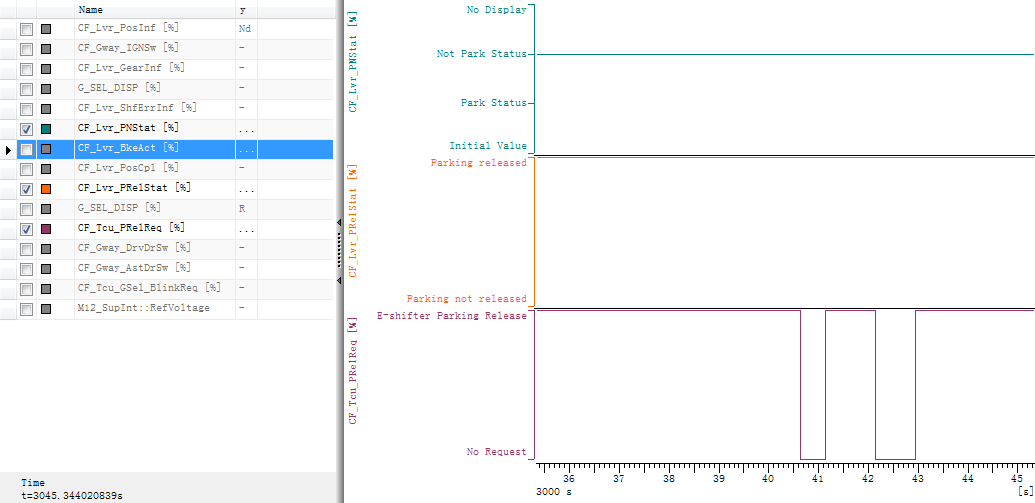 Name y
CF_Lvr_PosInf [%] Nd
CF_Gway_IGNSw [%] -
CF_Lvr_GearInf [%] -
G_SEL_DISP [%] -
CF_Lvr_ShfErrInf [%] -
CF_Lvr_PNStat [%] ...
CF_Lvr_BkeAct [%] ...
CF_Lvr_PosCpl [%] -
CF_Lvr_PRelStat [%] ...
G_SEL_DISP [%] R
CF_Tcu_PRelReq [%] ...
CF_Gway_DrvDrSw [%] -
CF_Gway_AstDrSw [%] -
CF_Tcu_GSel_BlinkReq [%] -
M12_SupInt::RefVoltage -
Time
t=3045.344020839s
CF_Lvr_PNStat [%]
No Display
Not Park Status
Park Status
Initial Value
CF_Lvr_PRelStat [%]
Parking released
Parking not released
CF_Tcu_PRelReq [%]
E-shifter Parking Release
No Request
36 37 38 39 40 41 42 43 44 45
3000 s [s]